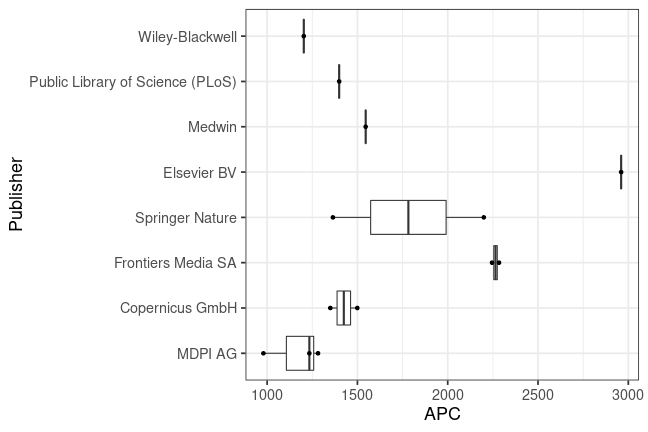 Publisher
Wiley-Blackwell
Public Library of Science (PLoS)
Medwin
Elsevier BV
Springer Nature
Frontiers Media SA
Copernicus GmbH
MDPI AG
1000 1500 2000 2500 3000
APC